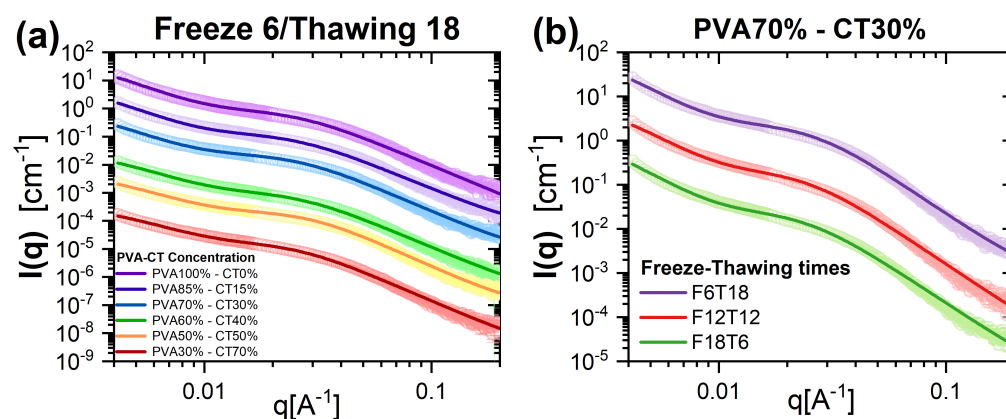 (a) Freeze 6/Thawing 18
10²
10¹
10⁰
10⁻¹
10⁻²
10⁻³
10⁻⁴
10⁻⁵
10⁻⁶
10⁻⁷
10⁻⁸
10⁻⁹
I(q) [cm⁻¹]
PVA-CT Concentration
PVA100% - CT0%
PVA85% - CT15%
PVA70% - CT30%
PVA60% - CT40%
PVA50% - CT50%
PVA30% - CT70%
0.01 0.1
q[A⁻¹]
(b) PVA70% - CT30%
10²
10¹
10⁰
10⁻¹
10⁻²
10⁻³
10⁻⁴
10⁻⁵
I(q) [cm⁻¹]
Freeze-Thawing times
F6T18
F12T12
F18T6
0.01 0.1
q[A⁻¹]